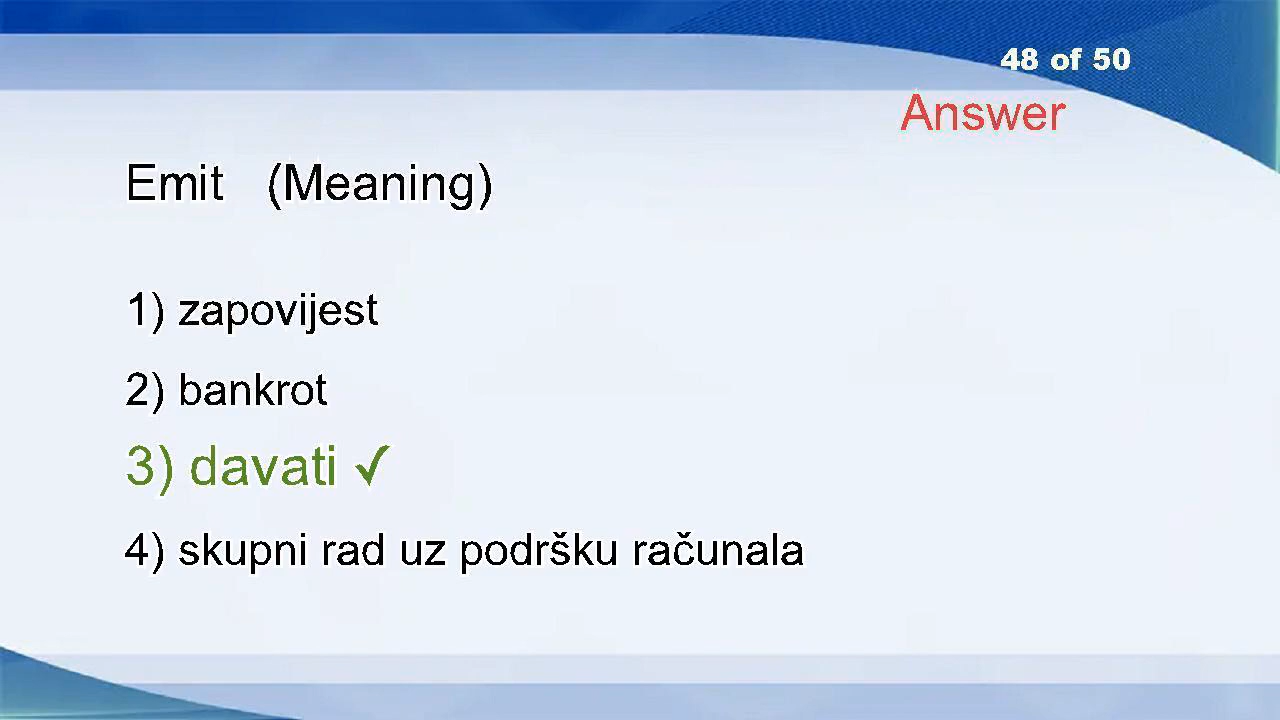 48 of 50
Answer
Emit (Meaning)
1) zapovijest
2) bankrot
3) davati ✓
4) skupni rad uz podršku računala